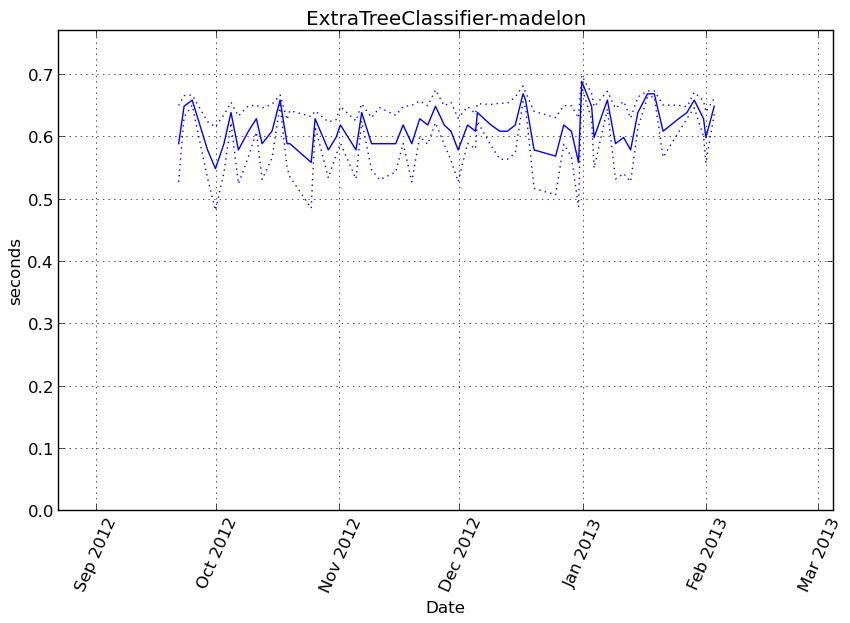 ExtraTreeClassifier-madelon
0.7
0.6
0.5
0.4
0.3
0.2
0.1
0.0
seconds
Sep 2012
Oct 2012
Nov 2012
Dec 2012
Jan 2013
Feb 2013
Mar 2013
Date